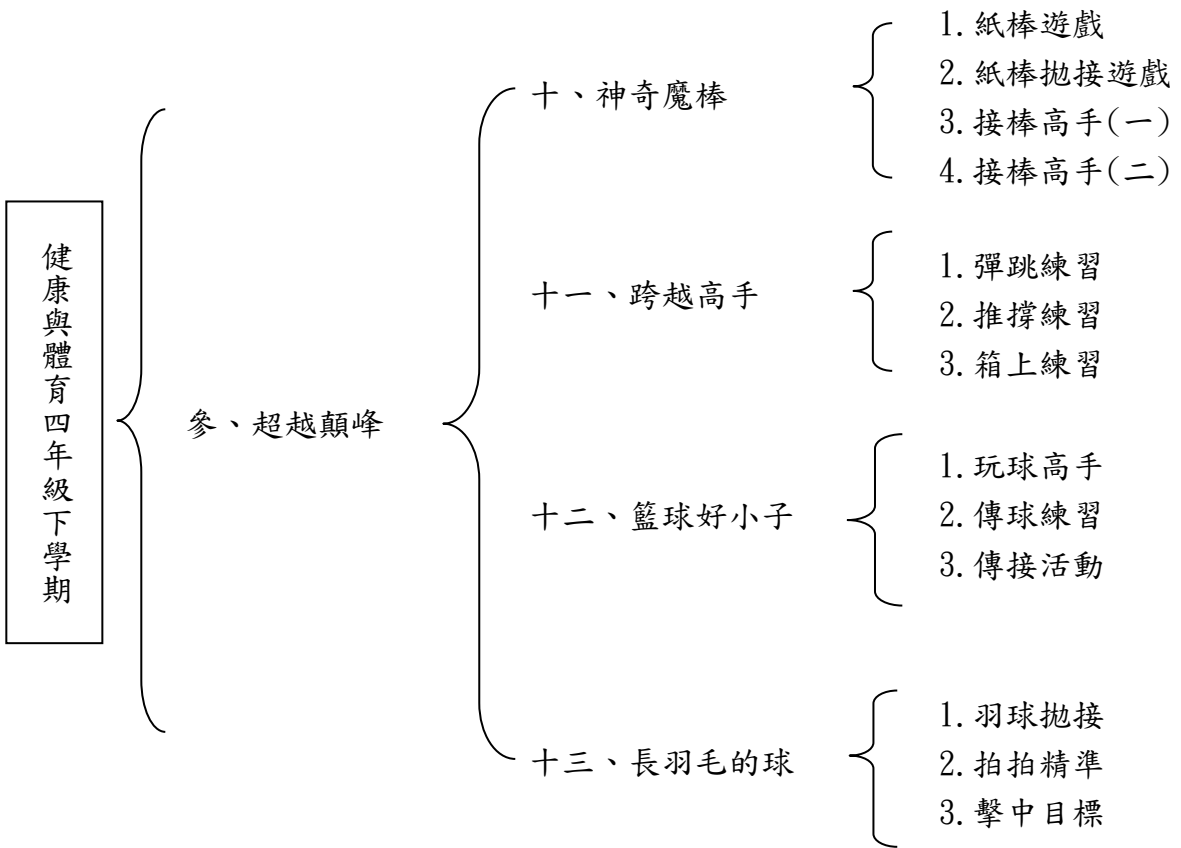 健康與體育四年級下學期
參、超越顛峰
十、神奇魔棒
1.紙棒遊戲
2.紙棒拋接遊戲
3.接棒高手(一)
4.接棒高手(二)
十一、跨越高手
1.彈跳練習
2.推撐練習
3.箱上練習
十二、籃球好小子
1.玩球高手
2.傳球練習
3.傳接活動
十三、長羽毛的球
1.羽球拋接
2.拍拍精準
3.擊中目標